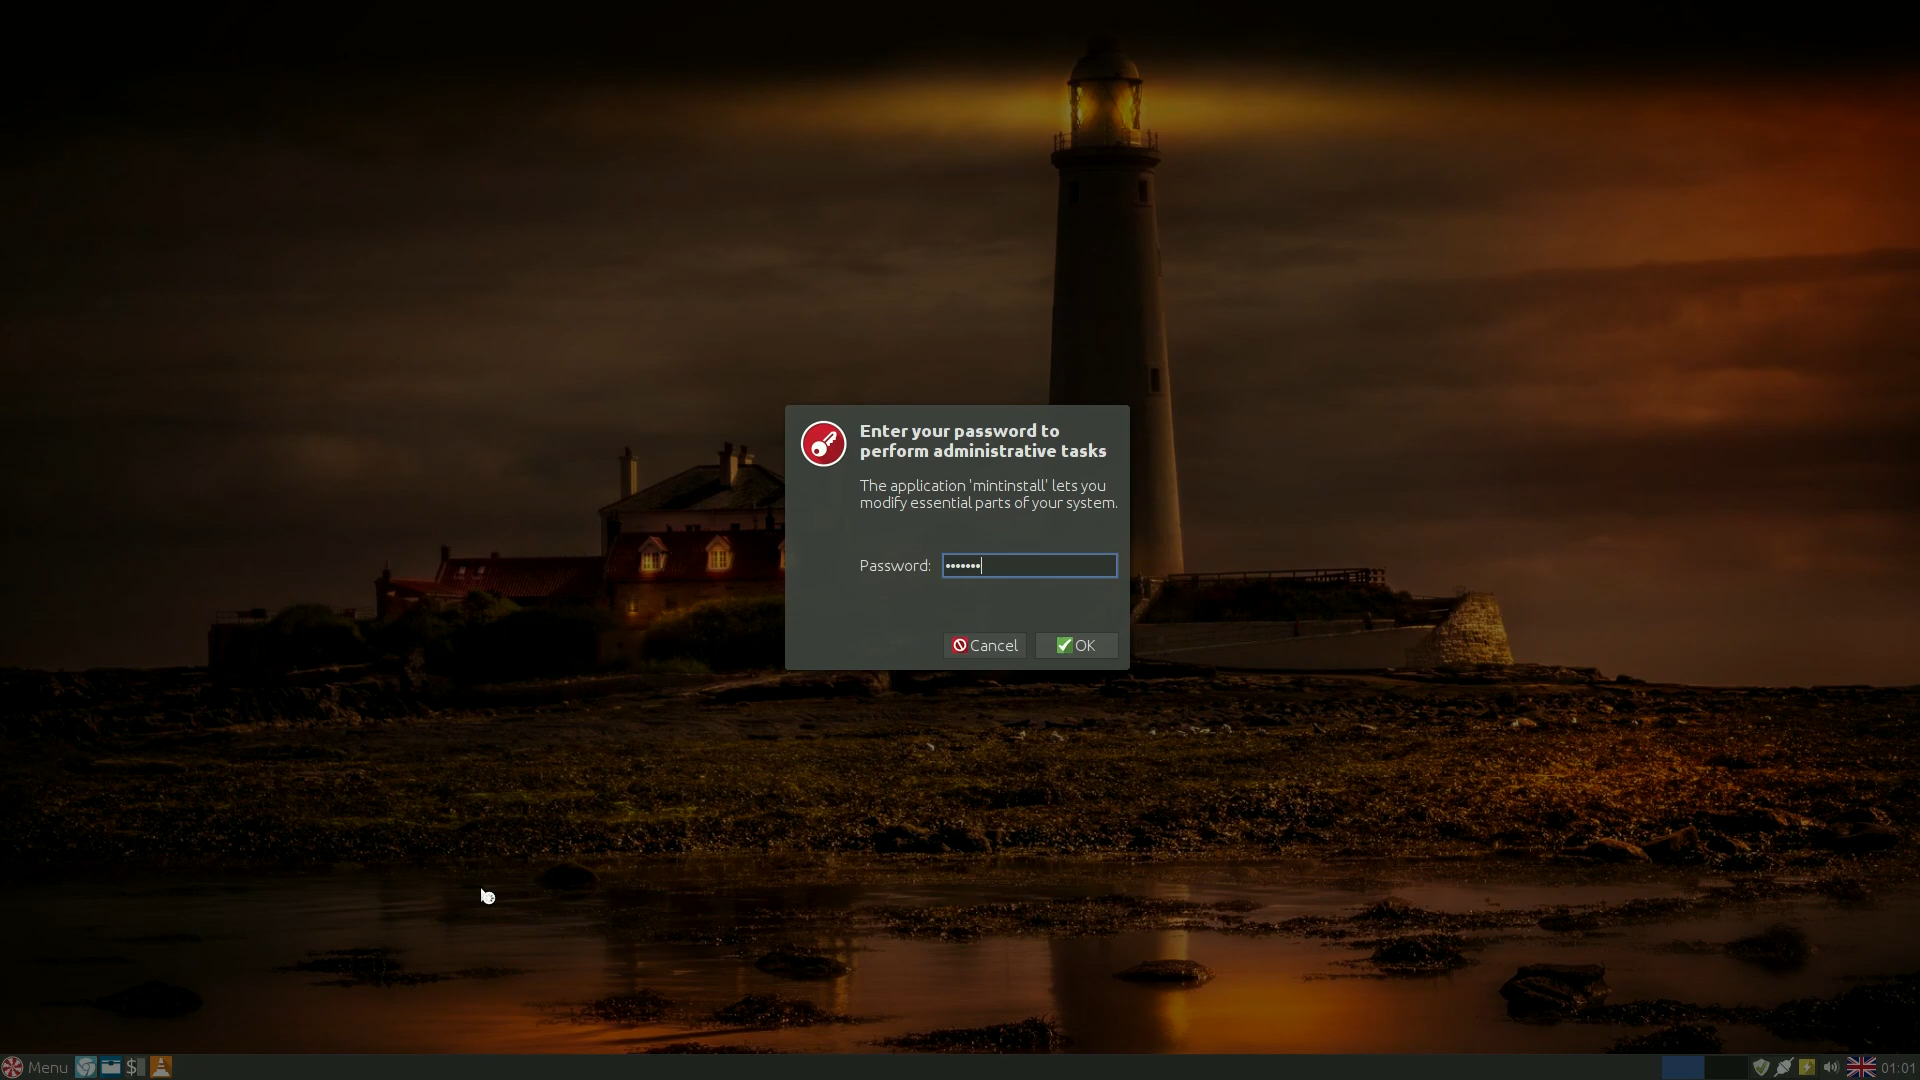 Enter your password to
perform administrative tasks
The application 'mintinstall' lets you
modify essential parts of your system.
Password: •••••••
Cancel OK
Menu 01:01